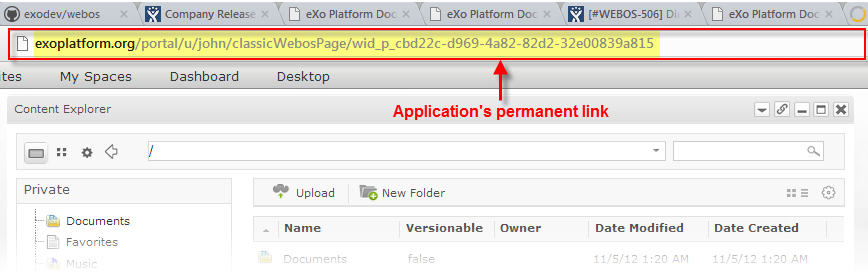 exodev/webos Company Release eXo Platform Doc eXo Platform Doc [#WEBOS-506] Di eXo Platform Doc
exoplatform.org/portal/u/john/classicWebosPage/wid_p_cbd22c-d969-4a82-82d2-32e00839a815
ites My Spaces Dashboard Desktop
Application's permanent link
Content Explorer
/
Private
Upload New Folder
Documents
Name Versionable Owner Date Modified Date Created
Favorites
Documents false 11/5/12 1:20 AM 11/5/12 1:20 AM
Music